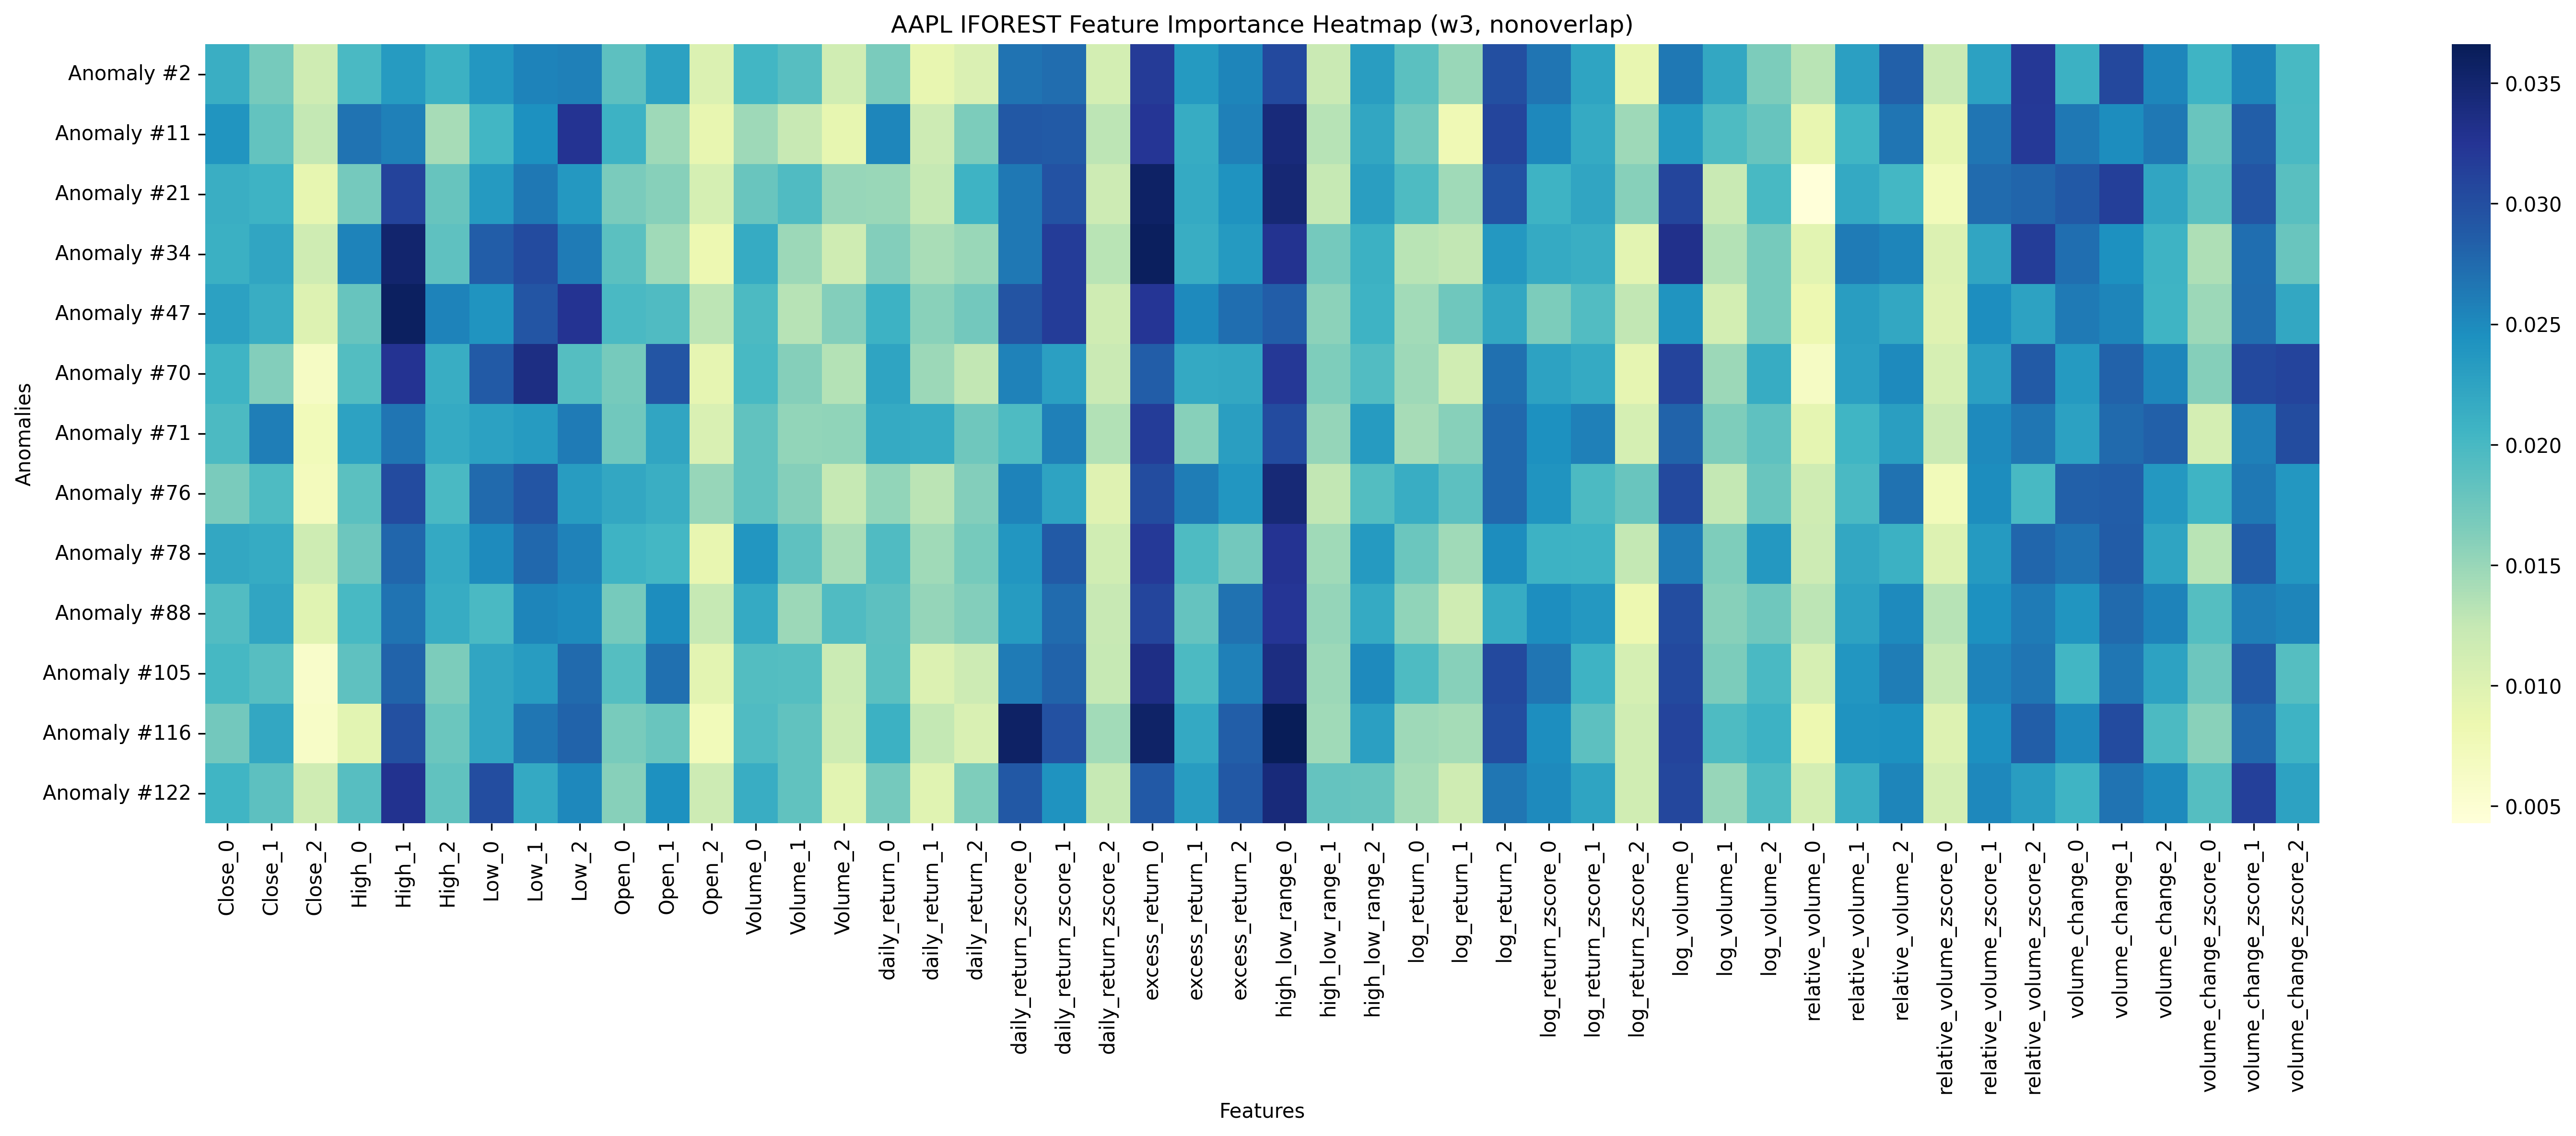 AAPL IFOREST Feature Importance Heatmap (w3, nonoverlap)
Anomalies
Anomaly #2
Anomaly #11
Anomaly #21
Anomaly #34
Anomaly #47
Anomaly #70
Anomaly #71
Anomaly #76
Anomaly #78
Anomaly #88
Anomaly #105
Anomaly #116
Anomaly #122
Close_0
Close_1
Close_2
High_0
High_1
High_2
Low_0
Low_1
Low_2
Open_0
Open_1
Open_2
Volume_0
Volume_1
Volume_2
daily_return_0
daily_return_1
daily_return_2
daily_return_zscore_0
daily_return_zscore_1
daily_return_zscore_2
excess_return_0
excess_return_1
excess_return_2
high_low_range_0
high_low_range_1
high_low_range_2
log_return_0
log_return_1
log_return_2
log_return_zscore_0
log_return_zscore_1
log_return_zscore_2
log_volume_0
log_volume_1
log_volume_2
relative_volume_0
relative_volume_1
relative_volume_2
relative_volume_zscore_0
relative_volume_zscore_1
relative_volume_zscore_2
volume_change_0
volume_change_1
volume_change_2
volume_change_zscore_0
volume_change_zscore_1
volume_change_zscore_2
Features
0.035
0.030
0.025
0.020
0.015
0.010
0.005